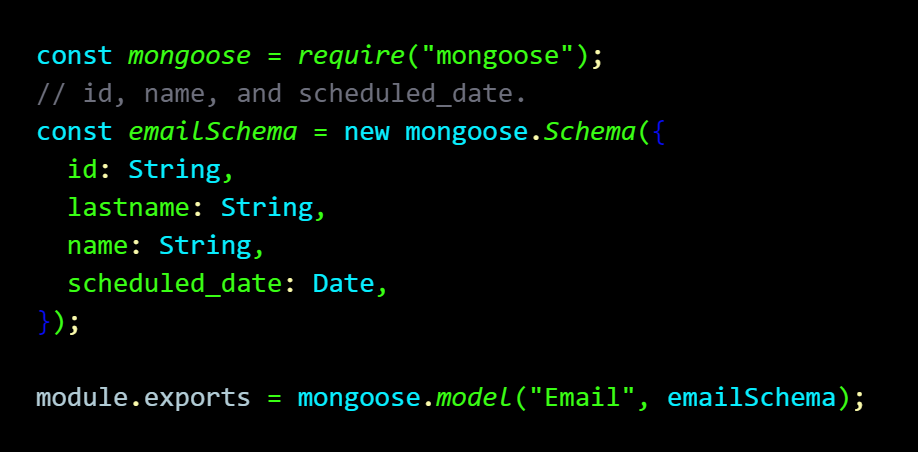 const mongoose = require("mongoose");
// id, name, and scheduled_date.
const emailSchema = new mongoose.Schema({
  id: String,
  lastname: String,
  name: String,
  scheduled_date: Date,
});

module.exports = mongoose.model("Email", emailSchema);